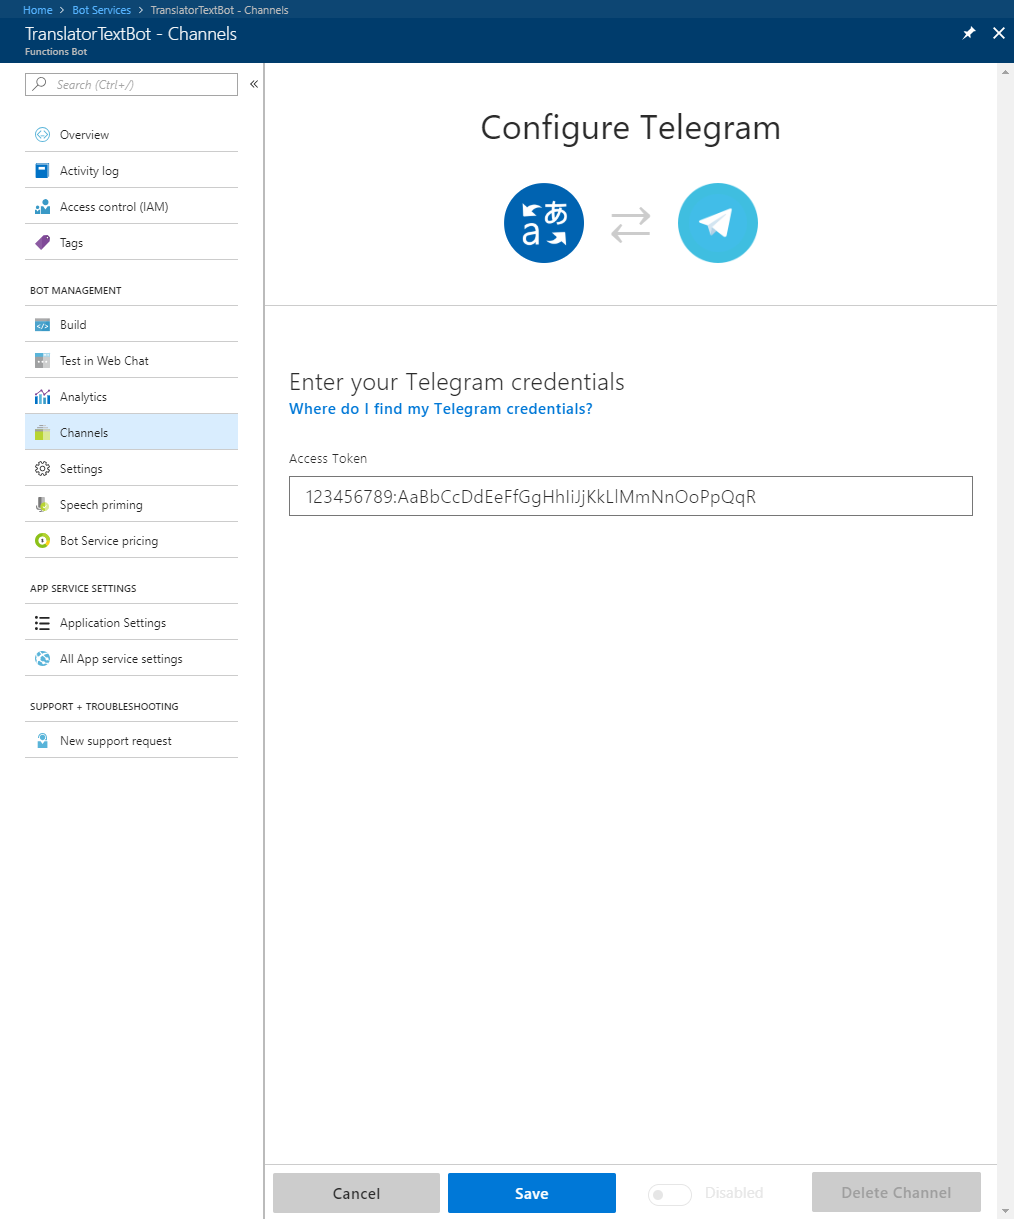 Home > Bot Services > TranslatorTextBot - Channels
TranslatorTextBot - Channels
Functions Bot
Search (Ctrl+/)
«
Overview
Activity log
Access control (IAM)
Tags
BOT MANAGEMENT
Build
Test in Web Chat
Analytics
Channels
Settings
Speech priming
Bot Service pricing
APP SERVICE SETTINGS
Application Settings
All App service settings
SUPPORT + TROUBLESHOOTING
New support request
Configure Telegram
a あ
Enter your Telegram credentials
Where do I find my Telegram credentials?
Access Token
123456789:AaBbCcDdEeFfGgHhIiJjKkLlMmNnOoPpQqR
Cancel
Save
Disabled
Delete Channel